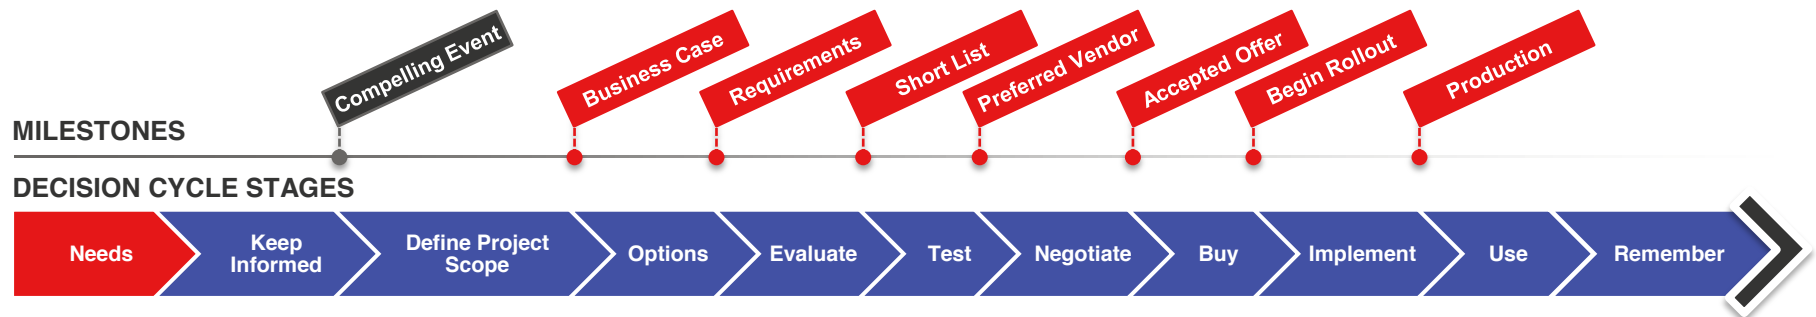 Compelling Event
Business Case
Requirements
Short List
Preferred Vendor
Accepted Offer
Begin Rollout
Production
MILESTONES
DECISION CYCLE STAGES
Needs
Keep
Informed
Define Project
Scope
Options
Evaluate
Test
Negotiate
Buy
Implement
Use
Remember